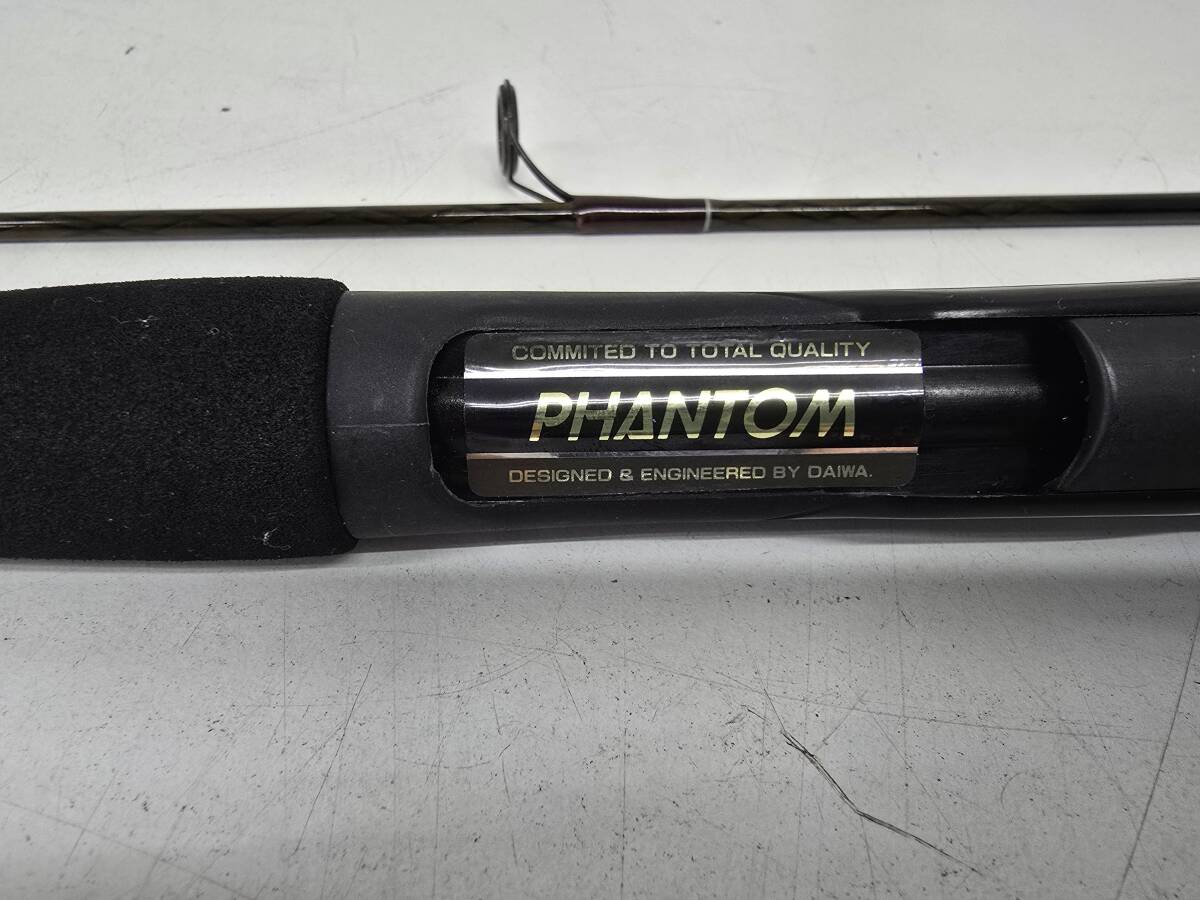 COMMITED TO TOTAL QUALITY
PHANTOM
DESIGNED & ENGINEERED BY DAIWA.